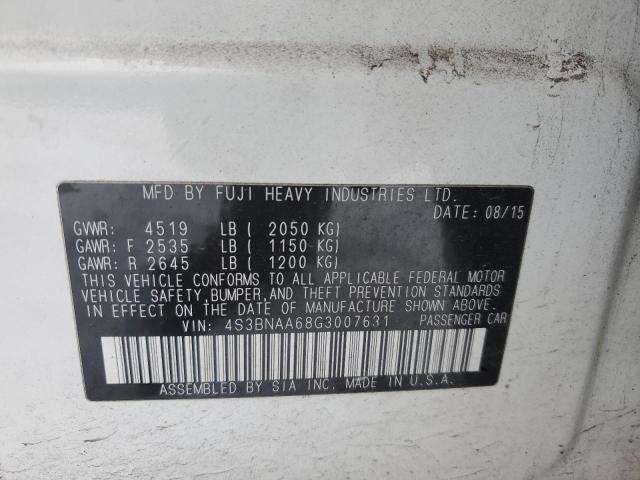 MFD BY FUJI HEAVY INDUSTRIES LTD.
DATE: 08/15
GVWR: 4519 LB ( 2050 KG)
GAWR: F 2535 LB ( 1150 KG)
GAWR: R 2645 LB ( 1200 KG)
THIS VEHICLE CONFORMS TO ALL APPLICABLE FEDERAL MOTOR
VEHICLE SAFETY,BUMPER,AND THEFT PREVENTION STANDARDS
IN EFFECT ON THE DATE OF MANUFACTURE SHOWN ABOVE.
VIN: 4S3BNAA68G3007631 PASSENGER CAR
ASSEMBLED BY SIA INC. MADE IN U.S.A.